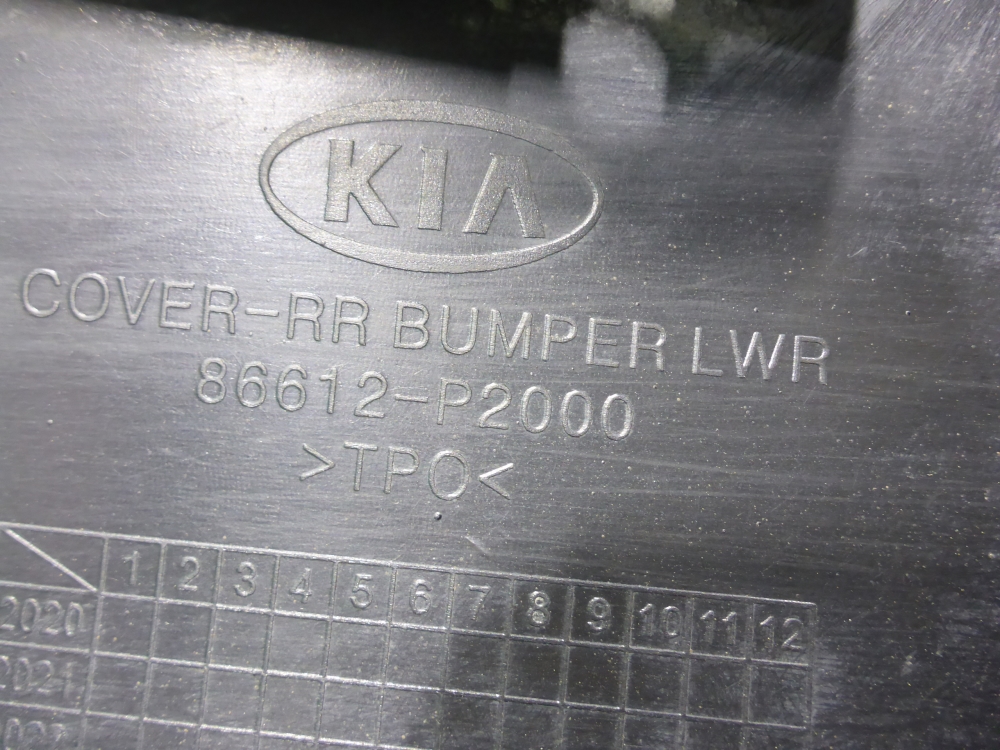 KIA
COVER-RR BUMPER LWR
86612-P2000
>TPO<
1 2 3 4 5 6 7 8 9 10 11 12
2020
2021